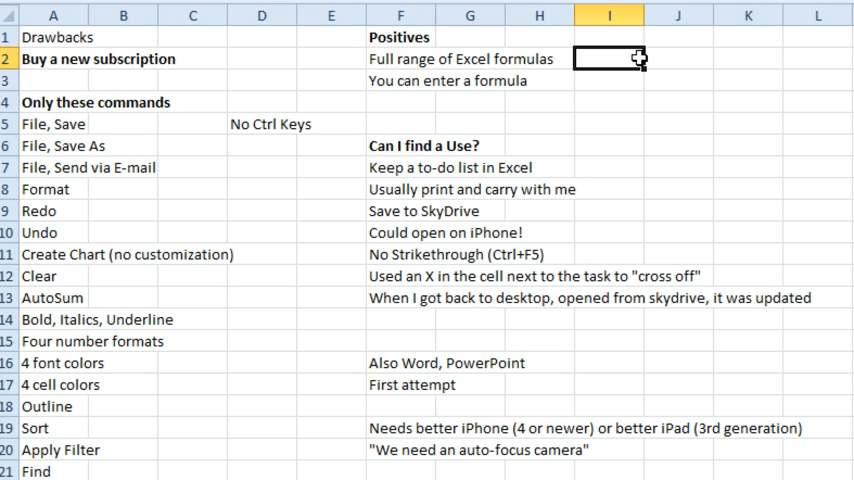 A B C D E F G H I J K L
1 Drawbacks Positives
2 Buy a new subscription Full range of Excel formulas
3 You can enter a formula
4 Only these commands
5 File, Save No Ctrl Keys
6 File, Save As Can I find a Use?
7 File, Send via E-mail Keep a to-do list in Excel
8 Format Usually print and carry with me
9 Redo Save to SkyDrive
10 Undo Could open on iPhone!
11 Create Chart (no customization) No Strikethrough (Ctrl+F5)
12 Clear Used an X in the cell next to the task to "cross off"
13 AutoSum When I got back to desktop, opened from skydrive, it was updated
14 Bold, Italics, Underline
15 Four number formats
16 4 font colors Also Word, PowerPoint
17 4 cell colors First attempt
18 Outline
19 Sort Needs better iPhone (4 or newer) or better iPad (3rd generation)
20 Apply Filter "We need an auto-focus camera"
21 Find